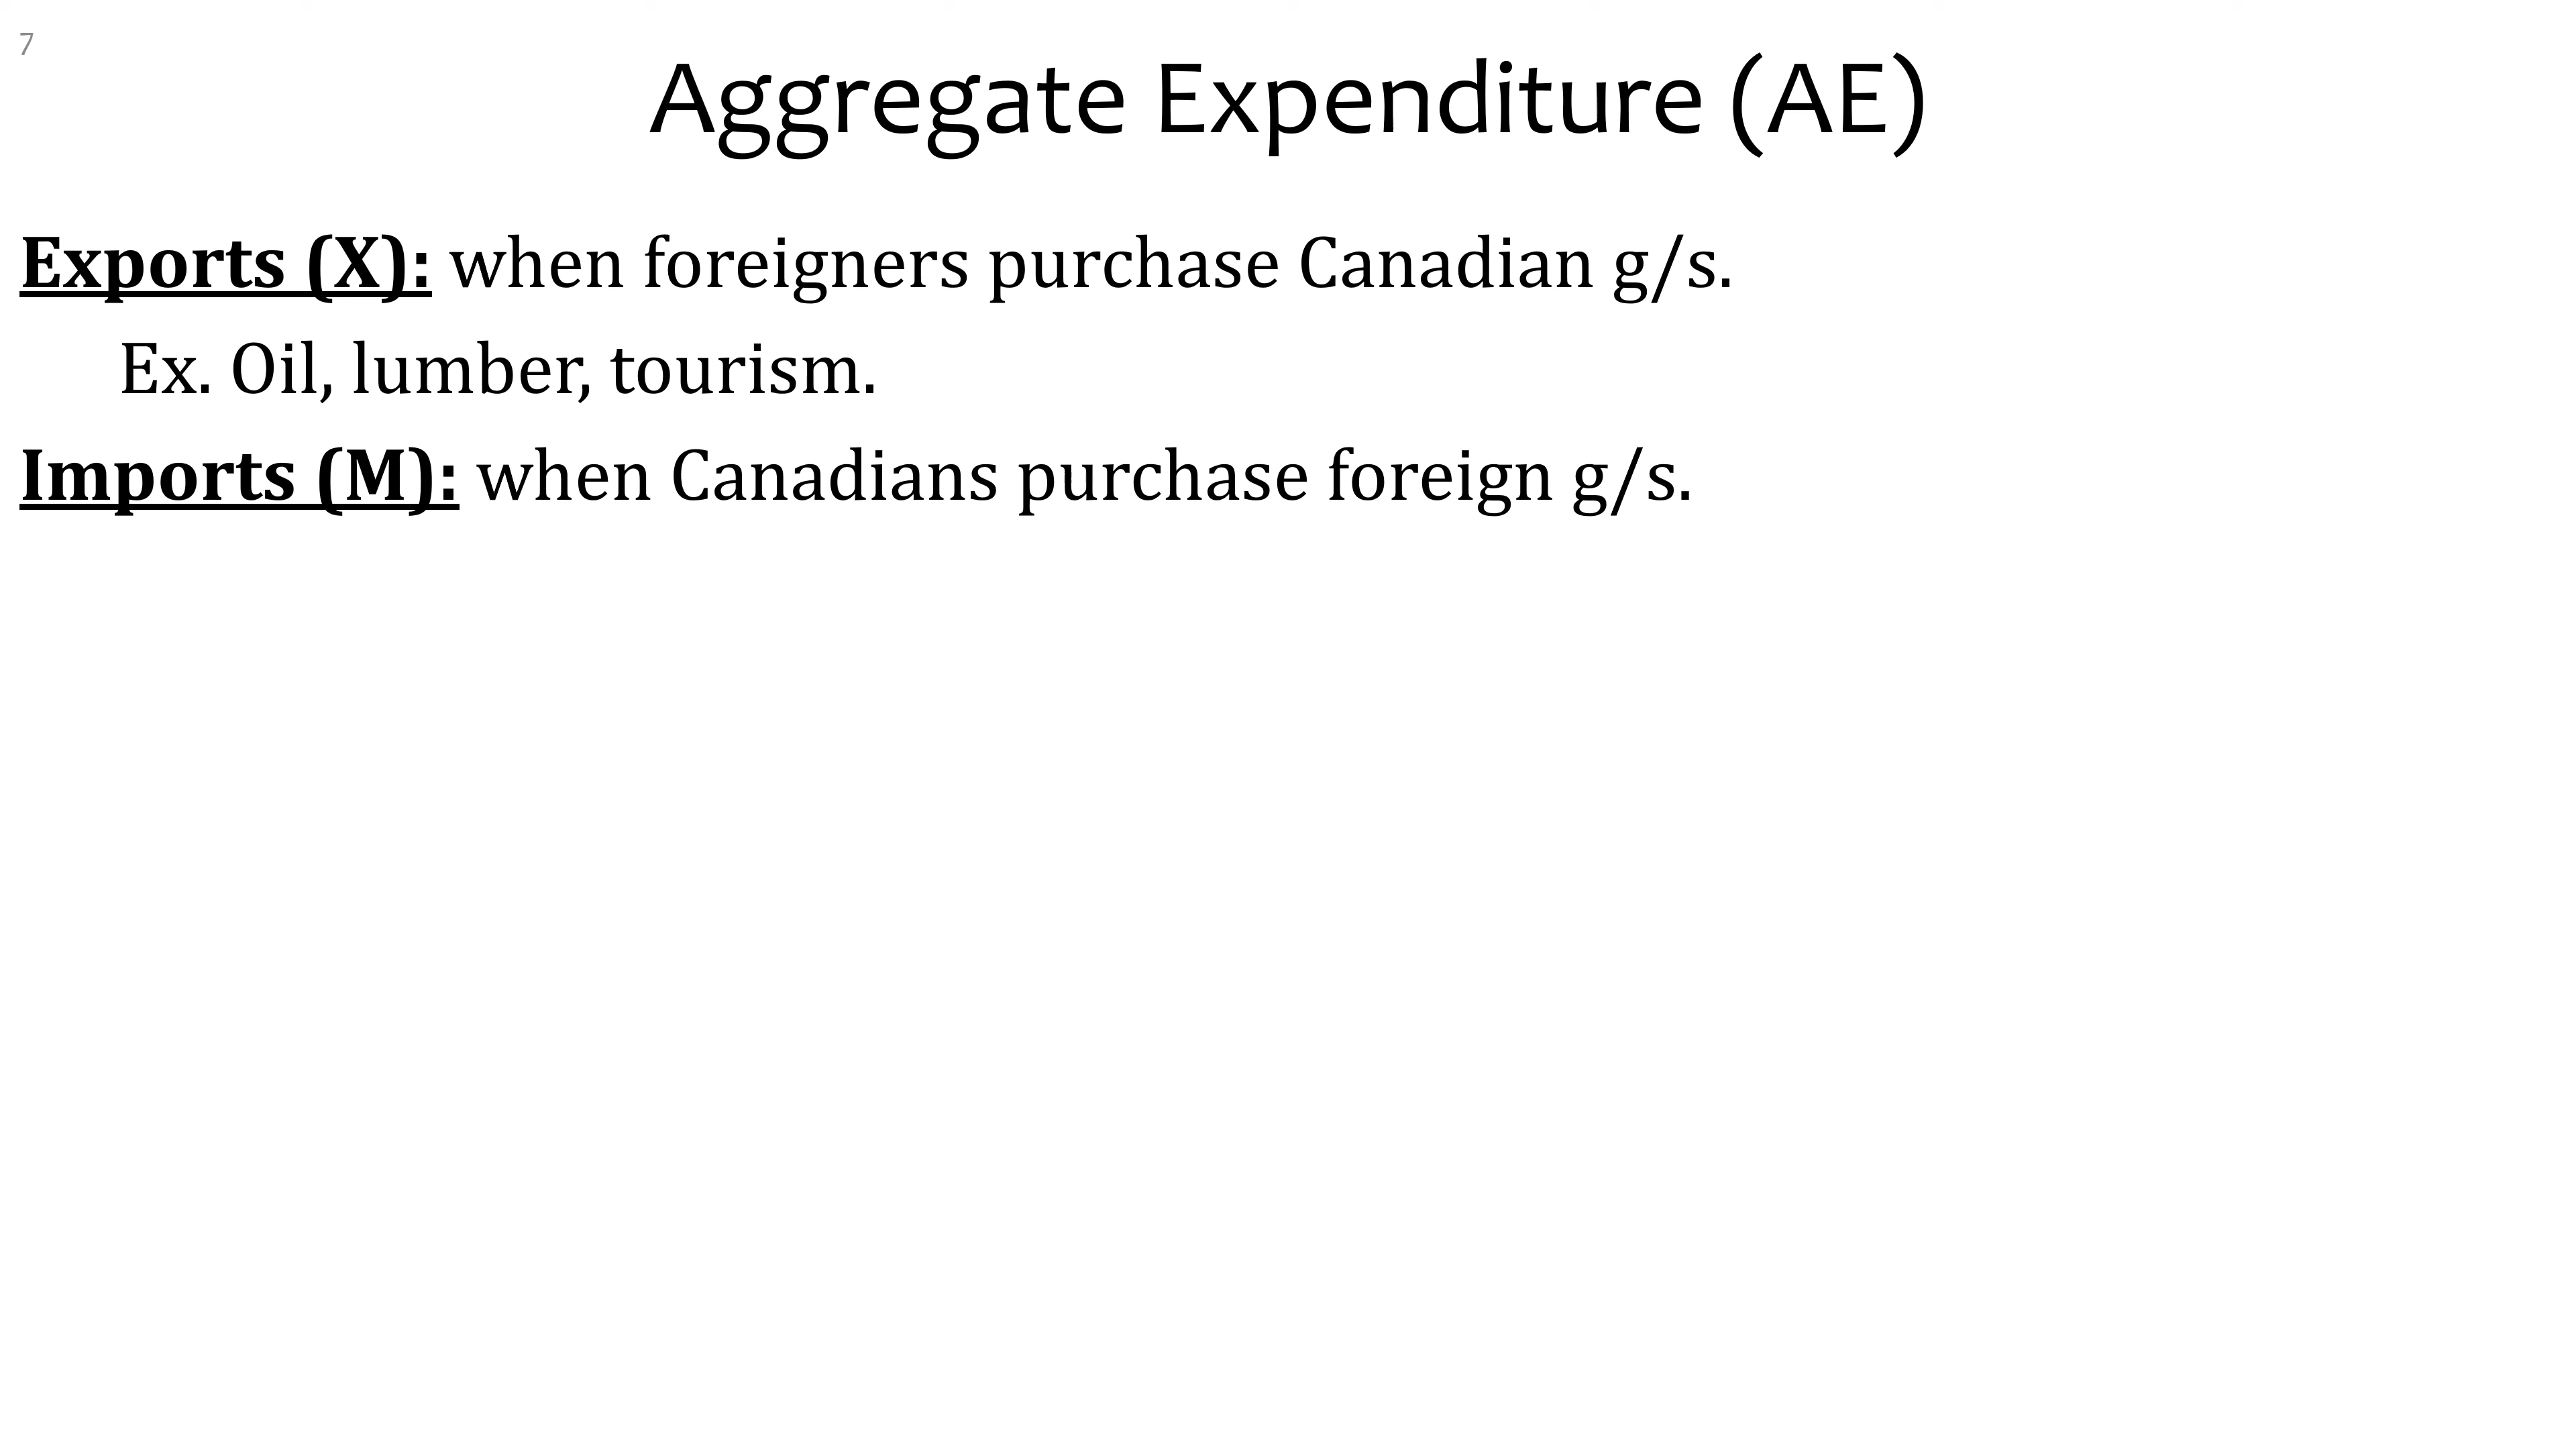 7
Aggregate Expenditure (AE)
Exports (X): when foreigners purchase Canadian g/s.
Ex. Oil, lumber, tourism.
Imports (M): when Canadians purchase foreign g/s.